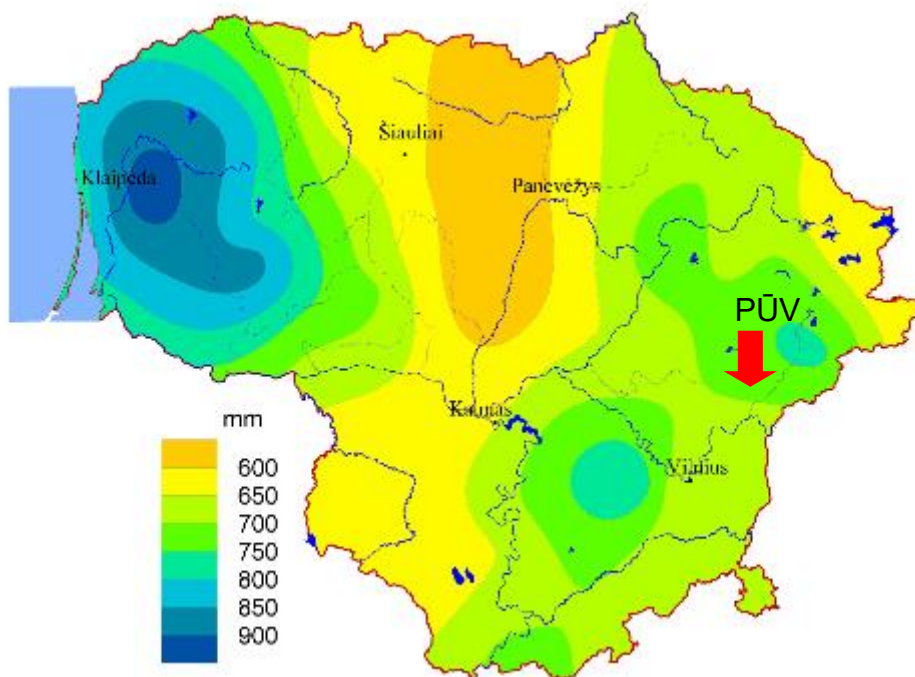 Šiauliai
Klaipėda
Panevėžys
PŪV
Kaunas
Vilnius
mm
600
650
700
750
800
850
900